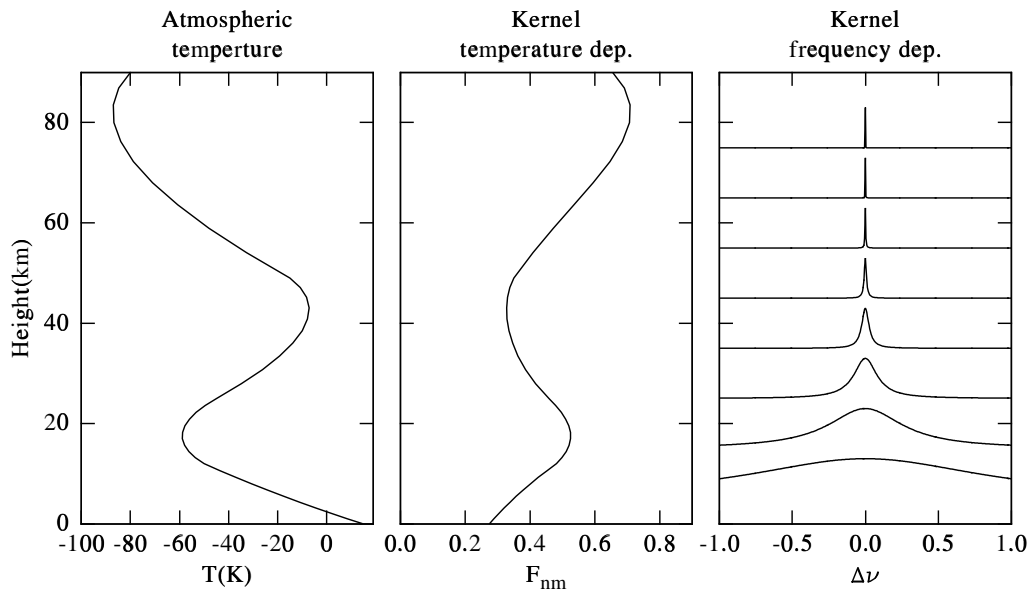 Atmospheric
temperture
Kernel
temperature dep.
Kernel
frequency dep.
Height(km)
80
60
40
20
0
-100 -80 -60 -40 -20 0
T(K)
0.0 0.2 0.4 0.6 0.8
Fnm
-1.0 -0.5 0.0 0.5 1.0
Δν